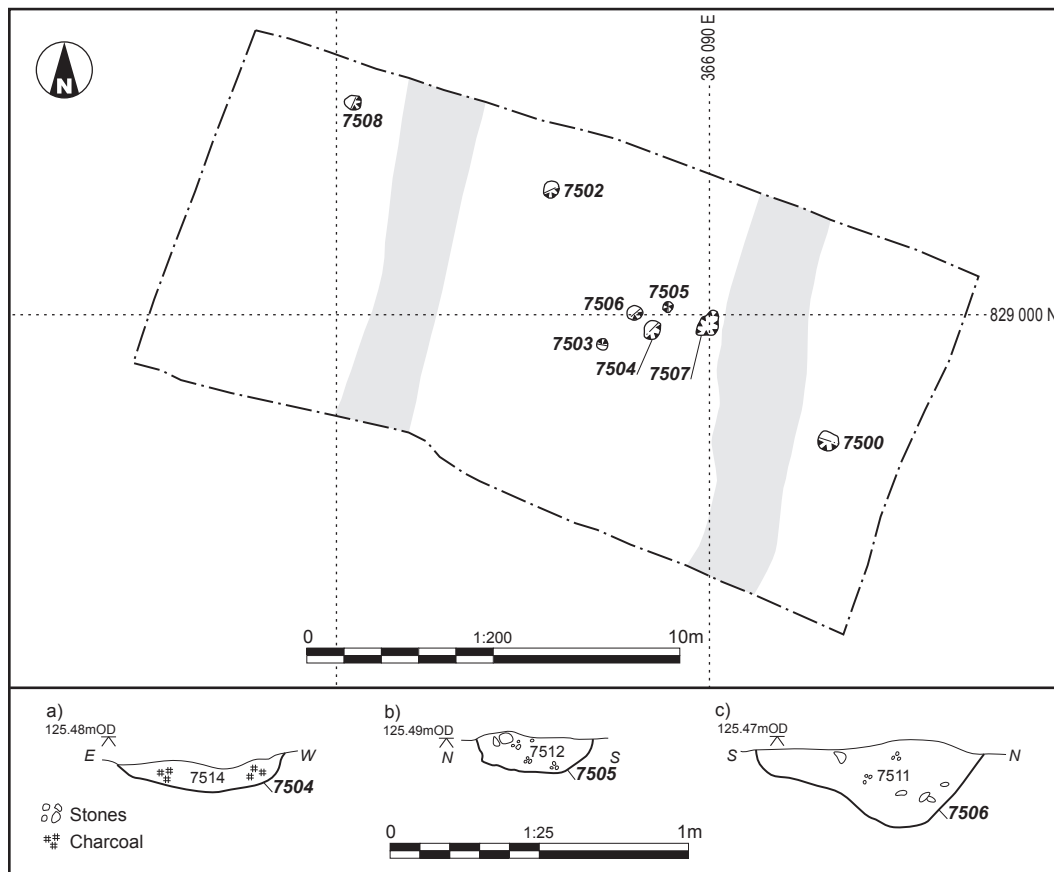 N
366 090 E
7508
7502
7505
7506
829 000 N
7503
7504
7507
7500
0 1:200 10m
a)
125.48mOD
E W
7514
7504
Stones
Charcoal
b)
125.49mOD
N S
7512
7505
c)
125.47mOD
S N
7511
7506
0 1:25 1m